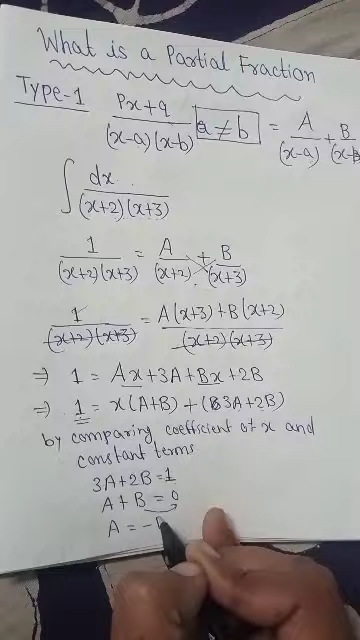 What is a Partial Fraction
Type-1 px+q/(x-a)(x-b) a≠b = A/(x-a) + B/(x-b)
∫ dx/(x+2)(x+3)
1/(x+2)(x+3) = A/(x+2) + B/(x+3)
1/(x+2)(x+3) = A(x+3)+B(x+2)/(x+2)(x+3)
⇒ 1 = Ax+3A+Bx+2B
⇒ 1 = x(A+B)+(3A+2B)
by comparing coefficient of x and
constant terms
3A+2B=1
A+B=0
A=-